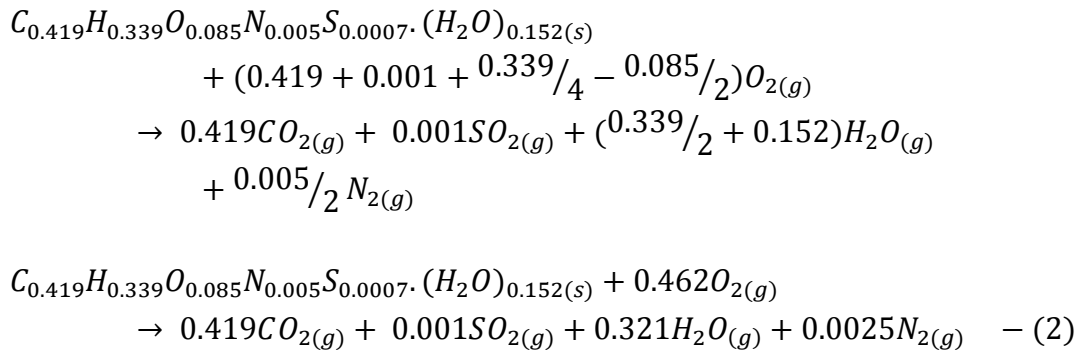 C₀.₄₁₉H₀.₃₃₉O₀.₀₈₅N₀.₀₀₅S₀.₀₀₀₇.(H₂O)₀.₁₅₂₍ₛ₎
+ (0.419 + 0.001 + 0.339/4 − 0.085/2)O₂₍g₎
→ 0.419CO₂₍g₎ + 0.001SO₂₍g₎ + (0.339/2 + 0.152)H₂O₍g₎
+ 0.005/2 N₂₍g₎
C₀.₄₁₉H₀.₃₃₉O₀.₀₈₅N₀.₀₀₅S₀.₀₀₀₇.(H₂O)₀.₁₅₂₍ₛ₎ + 0.462O₂₍g₎
→ 0.419CO₂₍g₎ + 0.001SO₂₍g₎ + 0.321H₂O₍g₎ + 0.0025N₂₍g₎ − (2)